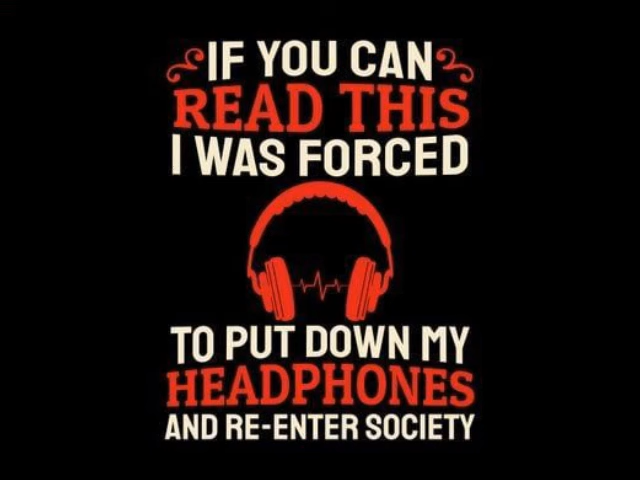 IF YOU CAN
READ THIS
I WAS FORCED
TO PUT DOWN MY
HEADPHONES
AND RE-ENTER SOCIETY